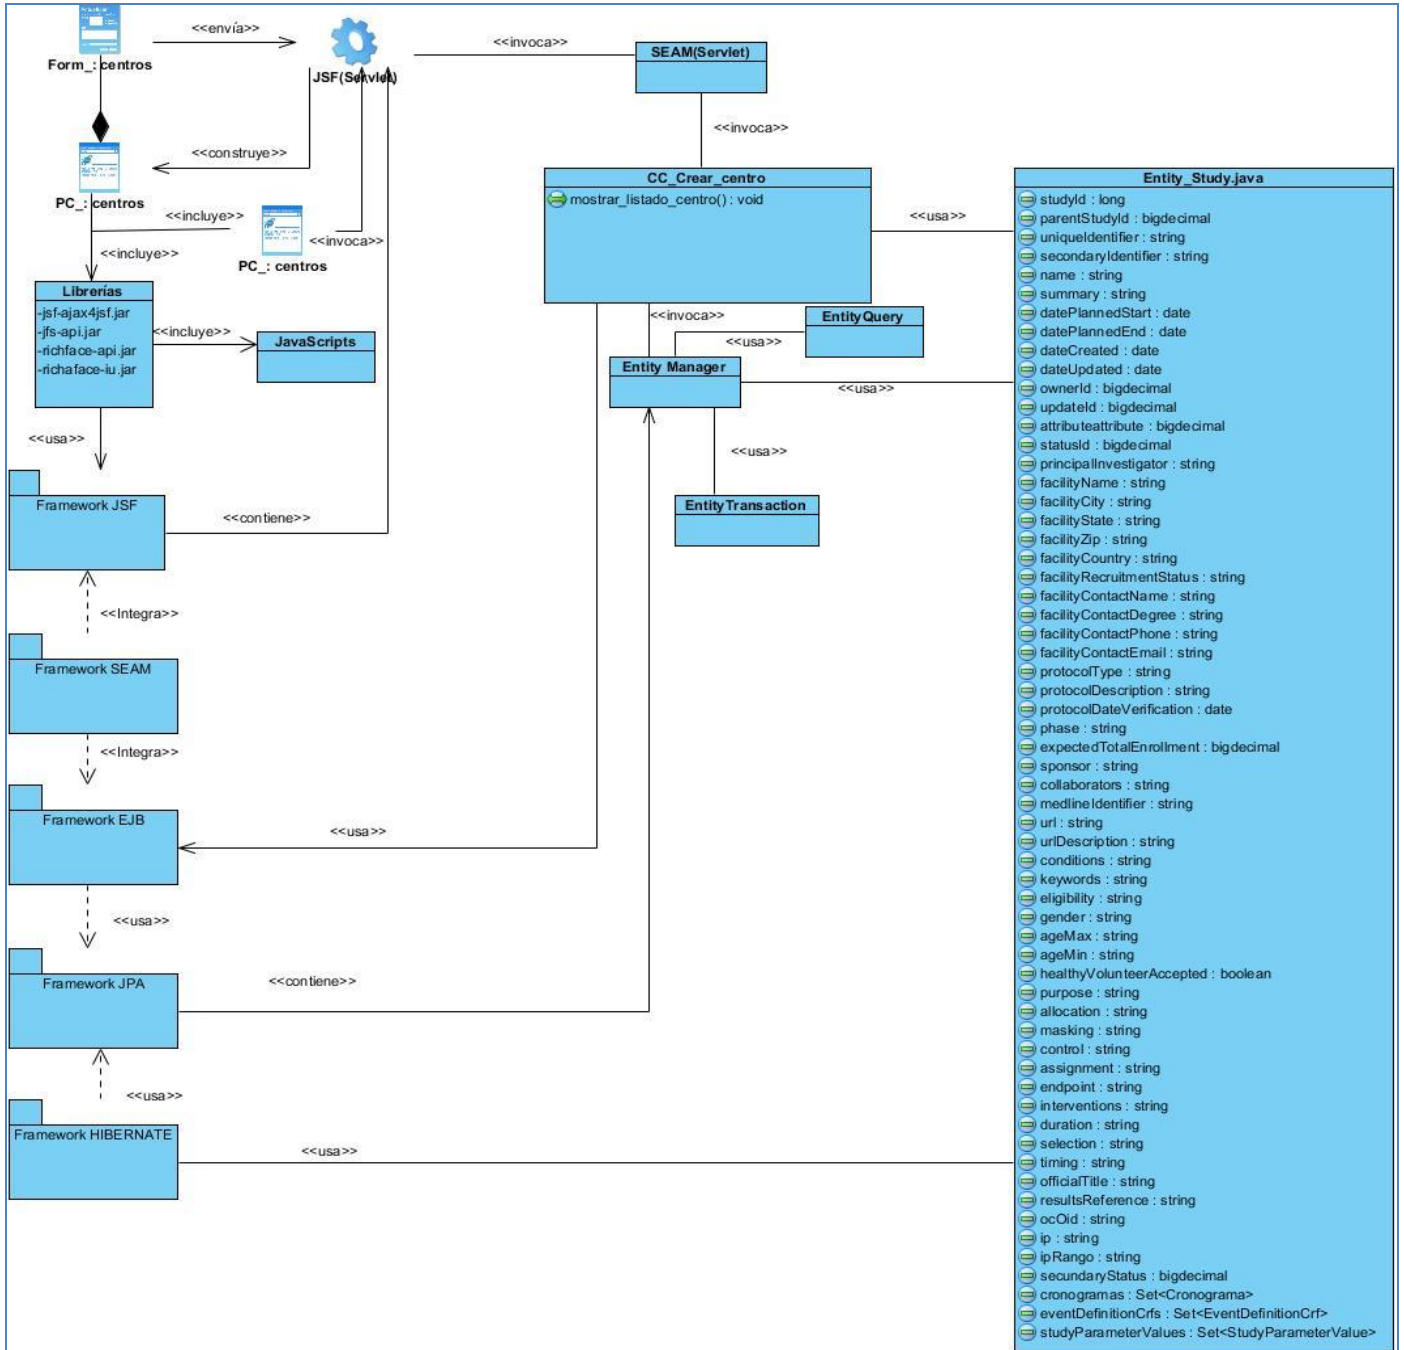 <<envía>>
Form_: centros
JSF(Servlet)
<<invoca>>
SEAM(Servlet)
<<invoca>>
<<construye>>
PC_: centros
<<incluye>>
<<invoca>>
PC_: centros
<<incluye>>
Librerías
-jsf-ajax4jsf.jar
-jfs-api.jar
-richface-api.jar
-richaface-iu.jar
<<incluye>>
JavaScripts
<<usa>>
Framework JSF
<<contiene>>
<<Integra>>
Framework SEAM
<<Integra>>
Framework EJB
<<usa>>
<<usa>>
Framework JPA
<<contiene>>
<<usa>>
Framework HIBERNATE
<<usa>>
CC_Crear_centro
mostrar_listado_centro() : void
<<usa>>
<<invoca>>
EntityQuery
<<usa>>
Entity Manager
<<usa>>
<<usa>>
EntityTransaction
Entity_Study.java
studyId : long
parentStudyId : bigdecimal
uniqueIdentifier : string
secondaryIdentifier : string
name : string
summary : string
datePlannedStart : date
datePlannedEnd : date
dateCreated : date
dateUpdated : date
ownerId : bigdecimal
updateId : bigdecimal
attributeattribute : bigdecimal
statusId : bigdecimal
principalInvestigator : string
facilityName : string
facilityCity : string
facilityState : string
facilityZip : string
facilityCountry : string
facilityRecruitmentStatus : string
facilityContactName : string
facilityContactDegree : string
facilityContactPhone : string
facilityContactEmail : string
protocolType : string
protocolDescription : string
protocolDateVerification : date
phase : string
expectedTotalEnrollment : bigdecimal
sponsor : string
collaborators : string
medlineIdentifier : string
url : string
urlDescription : string
conditions : string
keywords : string
eligibility : string
gender : string
ageMax : string
ageMin : string
healthyVolunteerAccepted : boolean
purpose : string
allocation : string
masking : string
control : string
assignment : string
endpoint : string
interventions : string
duration : string
selection : string
timing : string
officialTitle : string
resultsReference : string
ocOid : string
ip : string
ipRango : string
secundaryStatus : bigdecimal
cronogramas : Set<Cronograma>
eventDefinitionCrfs : Set<EventDefinitionCrf>
studyParameterValues : Set<StudyParameterValue>